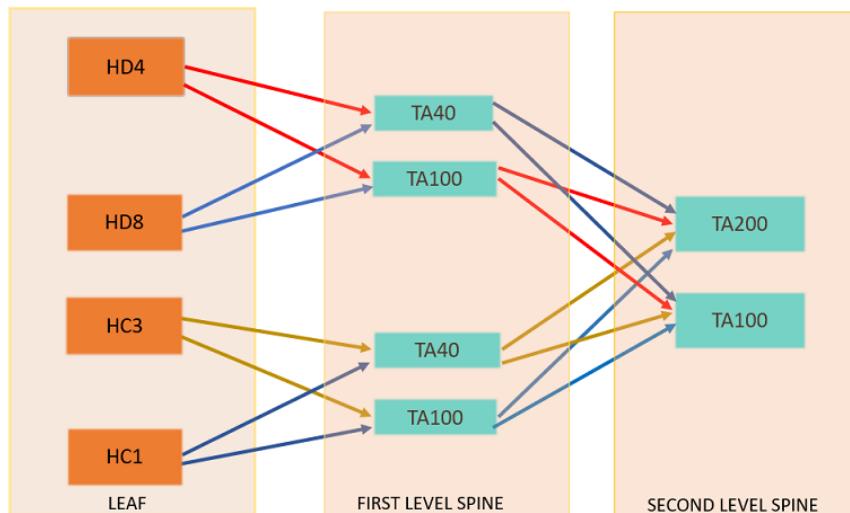 HD4
HD8
HC3
HC1
LEAF
TA40
TA100
TA40
TA100
FIRST LEVEL SPINE
TA200
TA100
SECOND LEVEL SPINE